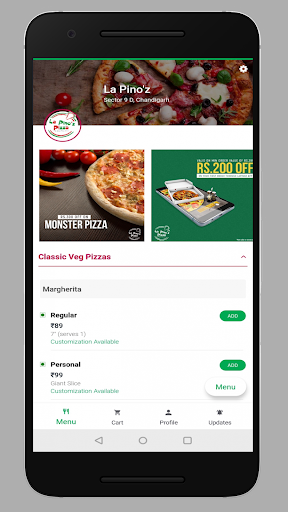 La Pino'z
Sector 9 D, Chandigarh
La Pino'z
Pizza
MONSTER PIZZA
RS.200 OFF
Classic Veg Pizzas
Margherita
Regular
₹89
7" (serves 1)
Customization Available
ADD
Personal
₹99
Giant Slice
Customization Available
ADD
Menu
Menu
Cart
Profile
Updates